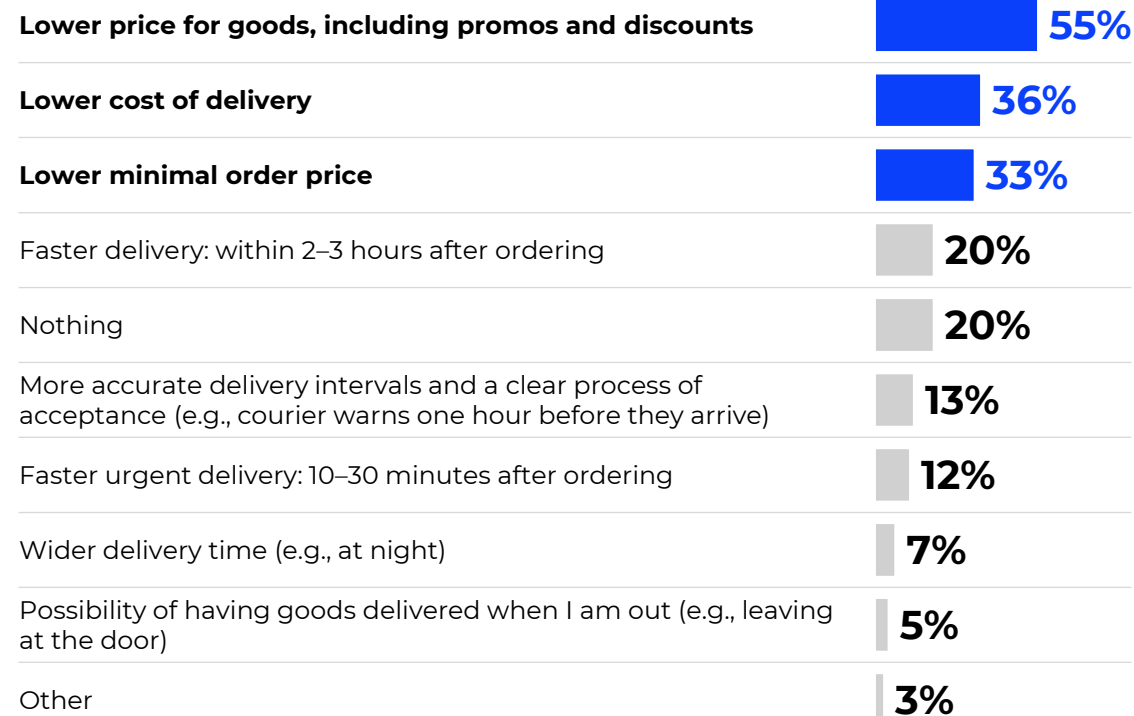 Lower price for goods, including promos and discounts 55%
Lower cost of delivery 36%
Lower minimal order price 33%
Faster delivery: within 2–3 hours after ordering 20%
Nothing 20%
More accurate delivery intervals and a clear process of
acceptance (e.g., courier warns one hour before they arrive) 13%
Faster urgent delivery: 10–30 minutes after ordering 12%
Wider delivery time (e.g., at night) 7%
Possibility of having goods delivered when I am out (e.g., leaving
at the door) 5%
Other 3%